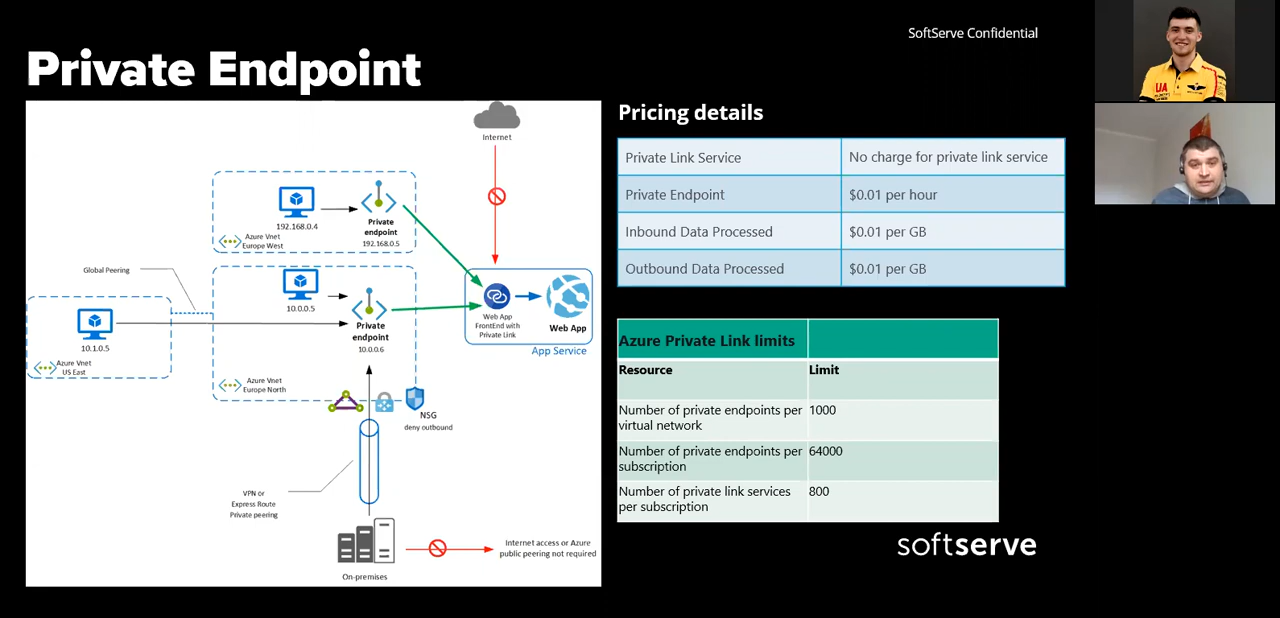 SoftServe Confidential
Private Endpoint
Internet
192.168.0.4
Private
endpoint
192.168.0.5
Azure Vnet
Europe West
Global Peering
10.0.0.5
Private
endpoint
10.0.0.6
10.1.0.5
Azure Vnet
US East
Azure Vnet
Europe North
Web App
FrontEnd with
Private Link
Web App
App Service
NSG
deny outbound
VPN or
Express Route
Private peering
On-premises
Internet access or Azure
public peering not required
Pricing details
Private Link Service No charge for private link service
Private Endpoint $0.01 per hour
Inbound Data Processed $0.01 per GB
Outbound Data Processed $0.01 per GB
Azure Private Link limits
Resource Limit
Number of private endpoints per 1000
virtual network
Number of private endpoints per 64000
subscription
Number of private link services 800
per subscription
softserve
UA